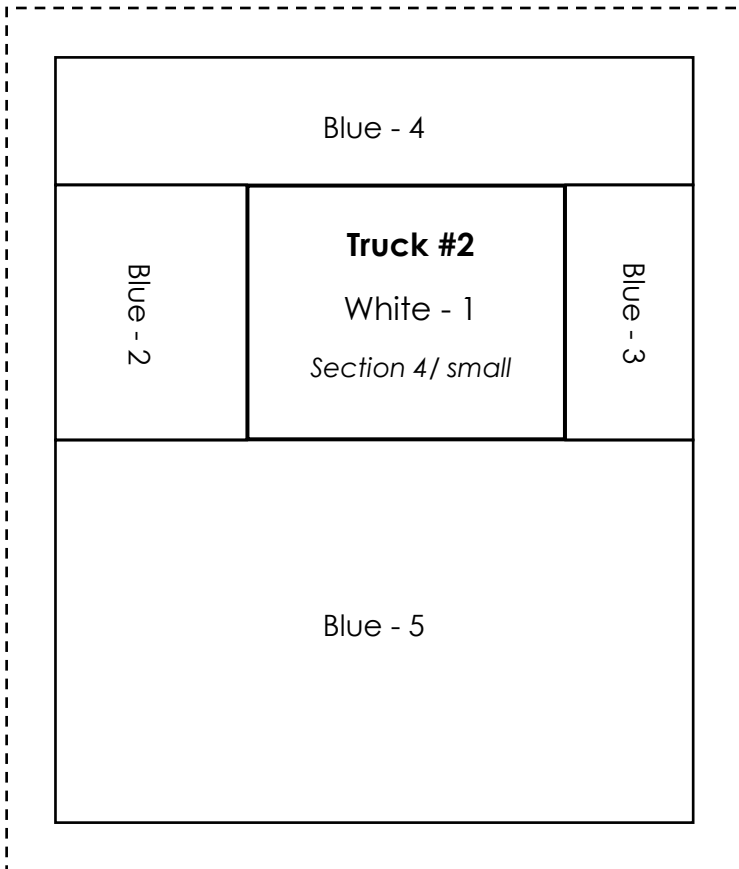 Blue - 4
Blue - 2
Truck #2
White - 1
Section 4/ small
Blue - 3
Blue - 5